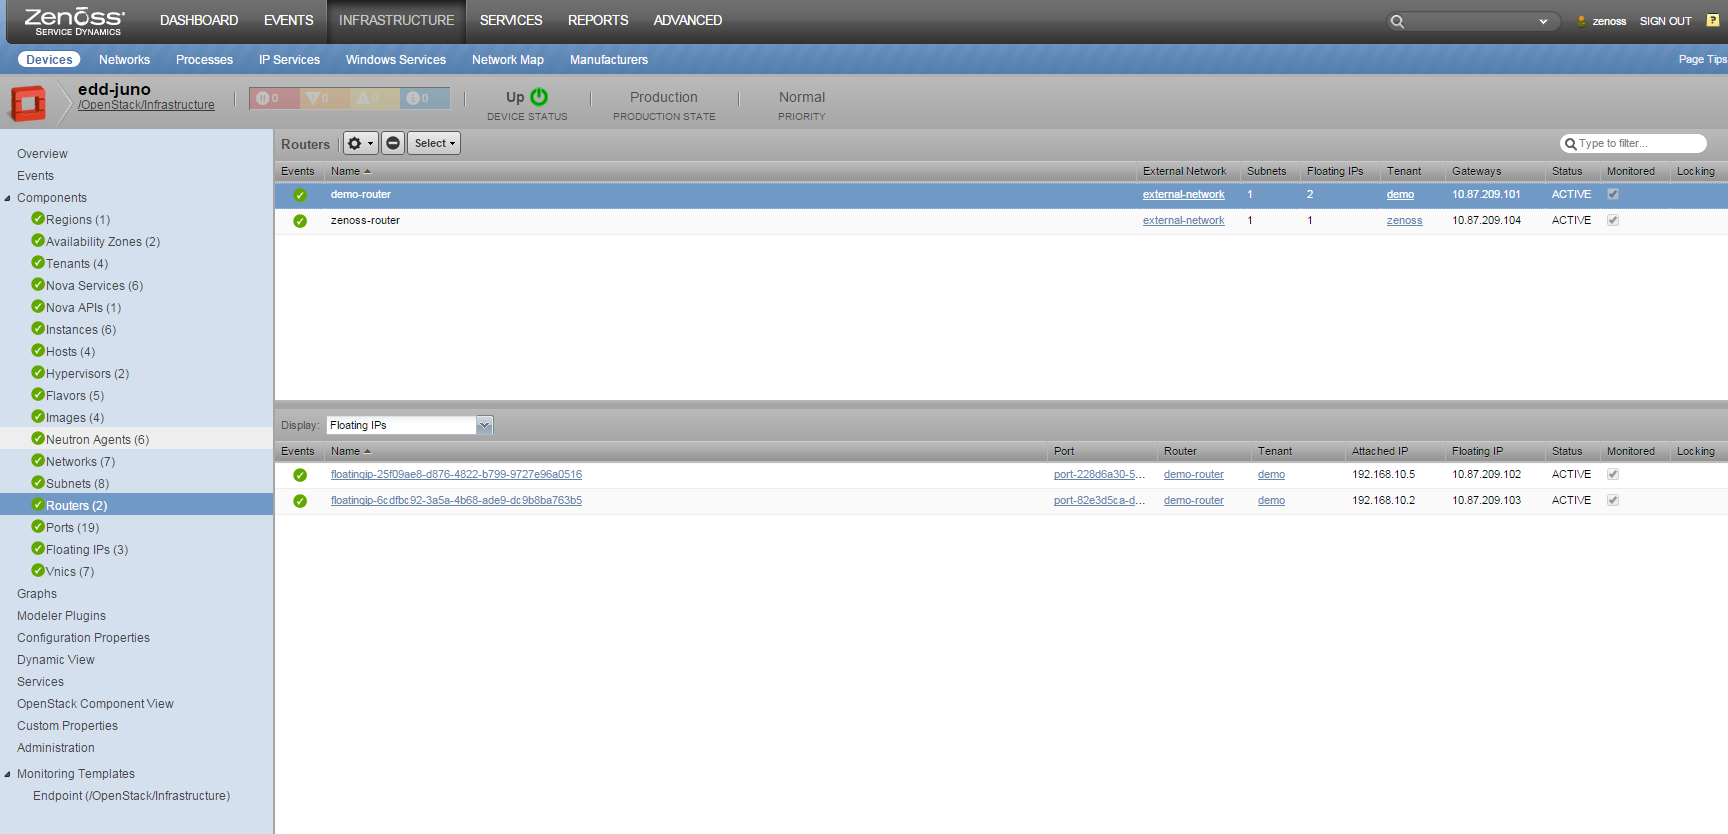 Zenoss
SERVICE DYNAMICS
DASHBOARD EVENTS INFRASTRUCTURE SERVICES REPORTS ADVANCED
zenoss SIGN OUT ?
Devices Networks Processes IP Services Windows Services Network Map Manufacturers Page Tips
edd-juno
/OpenStack/Infrastructure
0 0 0 0
Up
DEVICE STATUS
Production
PRODUCTION STATE
Normal
PRIORITY
Overview
Events
Components
Regions (1)
Availability Zones (2)
Tenants (4)
Nova Services (6)
Nova APIs (1)
Instances (6)
Hosts (4)
Hypervisors (2)
Flavors (5)
Images (4)
Neutron Agents (6)
Networks (7)
Subnets (8)
Routers (2)
Ports (19)
Floating IPs (3)
Vnics (7)
Graphs
Modeler Plugins
Configuration Properties
Dynamic View
Services
OpenStack Component View
Custom Properties
Administration
Monitoring Templates
Endpoint (/OpenStack/Infrastructure)
Routers Select Type to filter...
Events Name External Network Subnets Floating IPs Tenant Gateways Status Monitored Locking
demo-router external-network 1 2 demo 10.87.209.101 ACTIVE
zenoss-router external-network 1 1 zenoss 10.87.209.104 ACTIVE
Display: Floating IPs
Events Name Port Router Tenant Attached IP Floating IP Status Monitored Locking
floatingip-25f09ae8-d876-4822-b799-9727e96a0516 port-228d6a30-5... demo-router demo 192.168.10.5 10.87.209.102 ACTIVE
floatingip-6cdfbc92-3a5a-4b68-ade9-dc9b8ba763b5 port-82e3d5ca-d... demo-router demo 192.168.10.2 10.87.209.103 ACTIVE